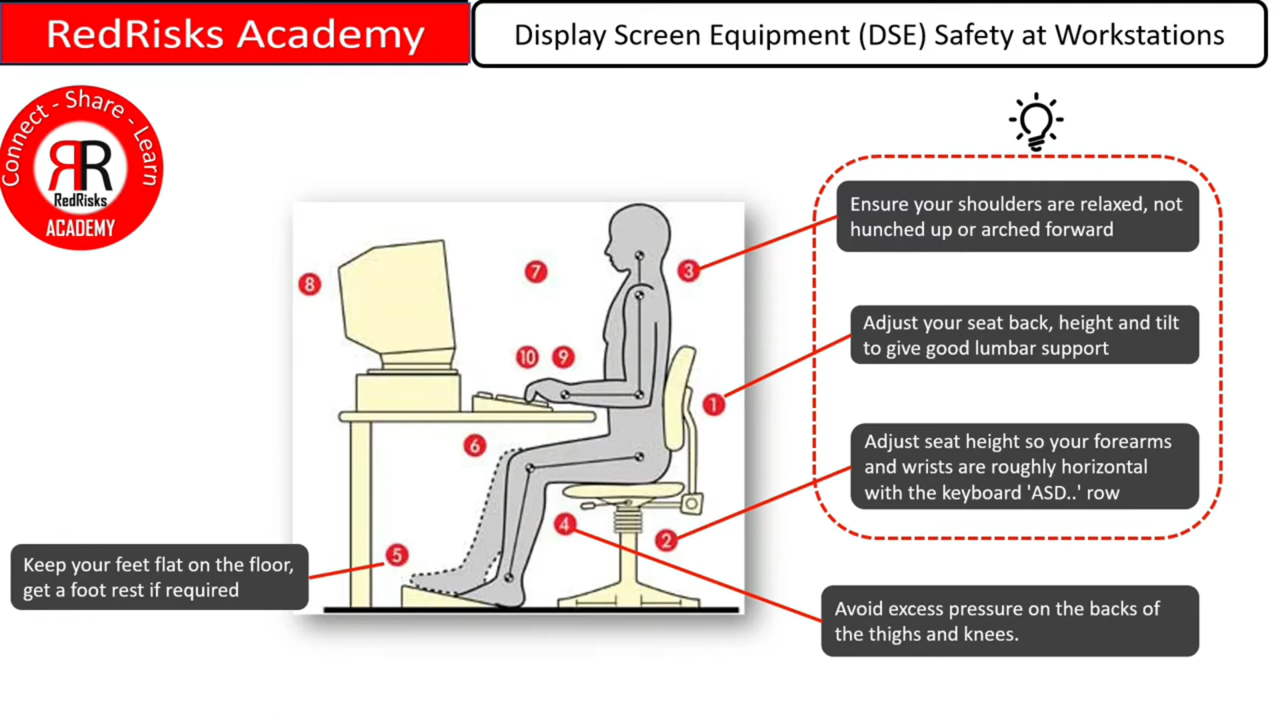 RedRisks Academy
Display Screen Equipment (DSE) Safety at Workstations
Connect - Share - Learn
RR
RedRisks
ACADEMY
Ensure your shoulders are relaxed, not
hunched up or arched forward
8
7
3
Adjust your seat back, height and tilt
to give good lumbar support
10
9
1
6
Adjust seat height so your forearms
and wrists are roughly horizontal
with the keyboard 'ASD..' row
4
2
5
Keep your feet flat on the floor,
get a foot rest if required
Avoid excess pressure on the backs of
the thighs and knees.